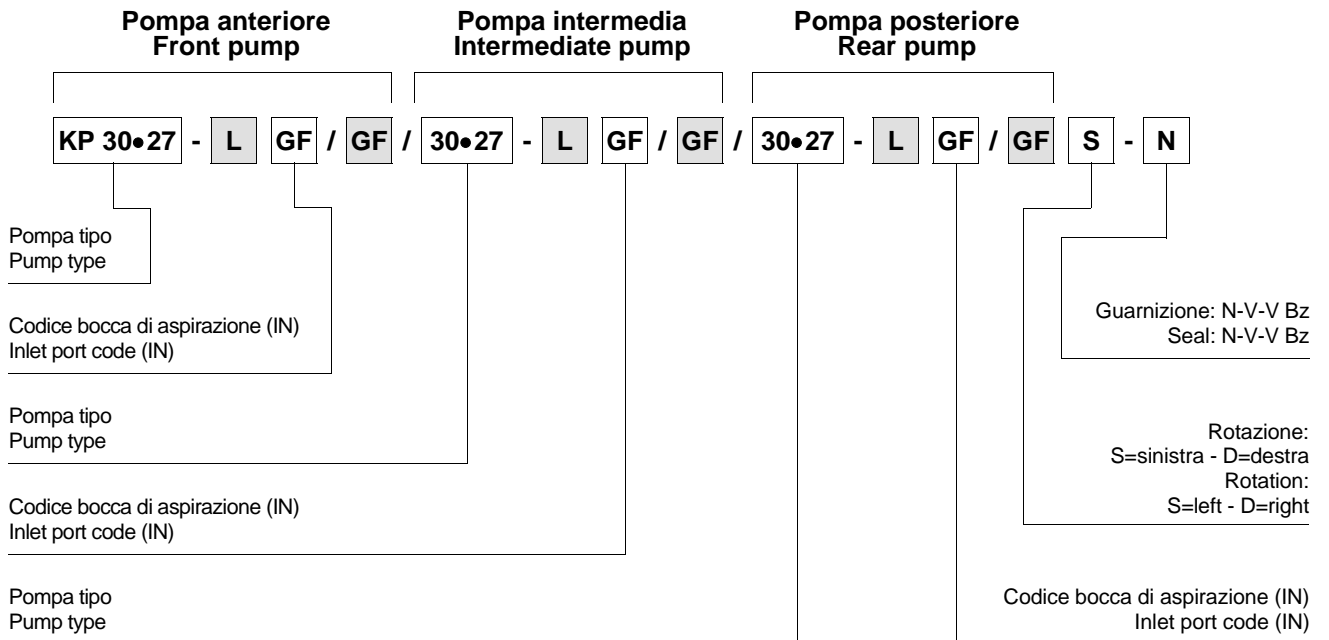 Pompa anteriore
Front pump
Pompa intermedia
Intermediate pump
Pompa posteriore
Rear pump
KP 30•27 - L GF / GF / 30•27 - L GF / GF / 30•27 - L GF / GF S - N
Pompa tipo
Pump type
Codice bocca di aspirazione (IN)
Inlet port code (IN)
Pompa tipo
Pump type
Codice bocca di aspirazione (IN)
Inlet port code (IN)
Pompa tipo
Pump type
Guarnizione: N-V-V Bz
Seal: N-V-V Bz
Rotazione:
S=sinistra - D=destra
Rotation:
S=left - D=right
Codice bocca di aspirazione (IN)
Inlet port code (IN)